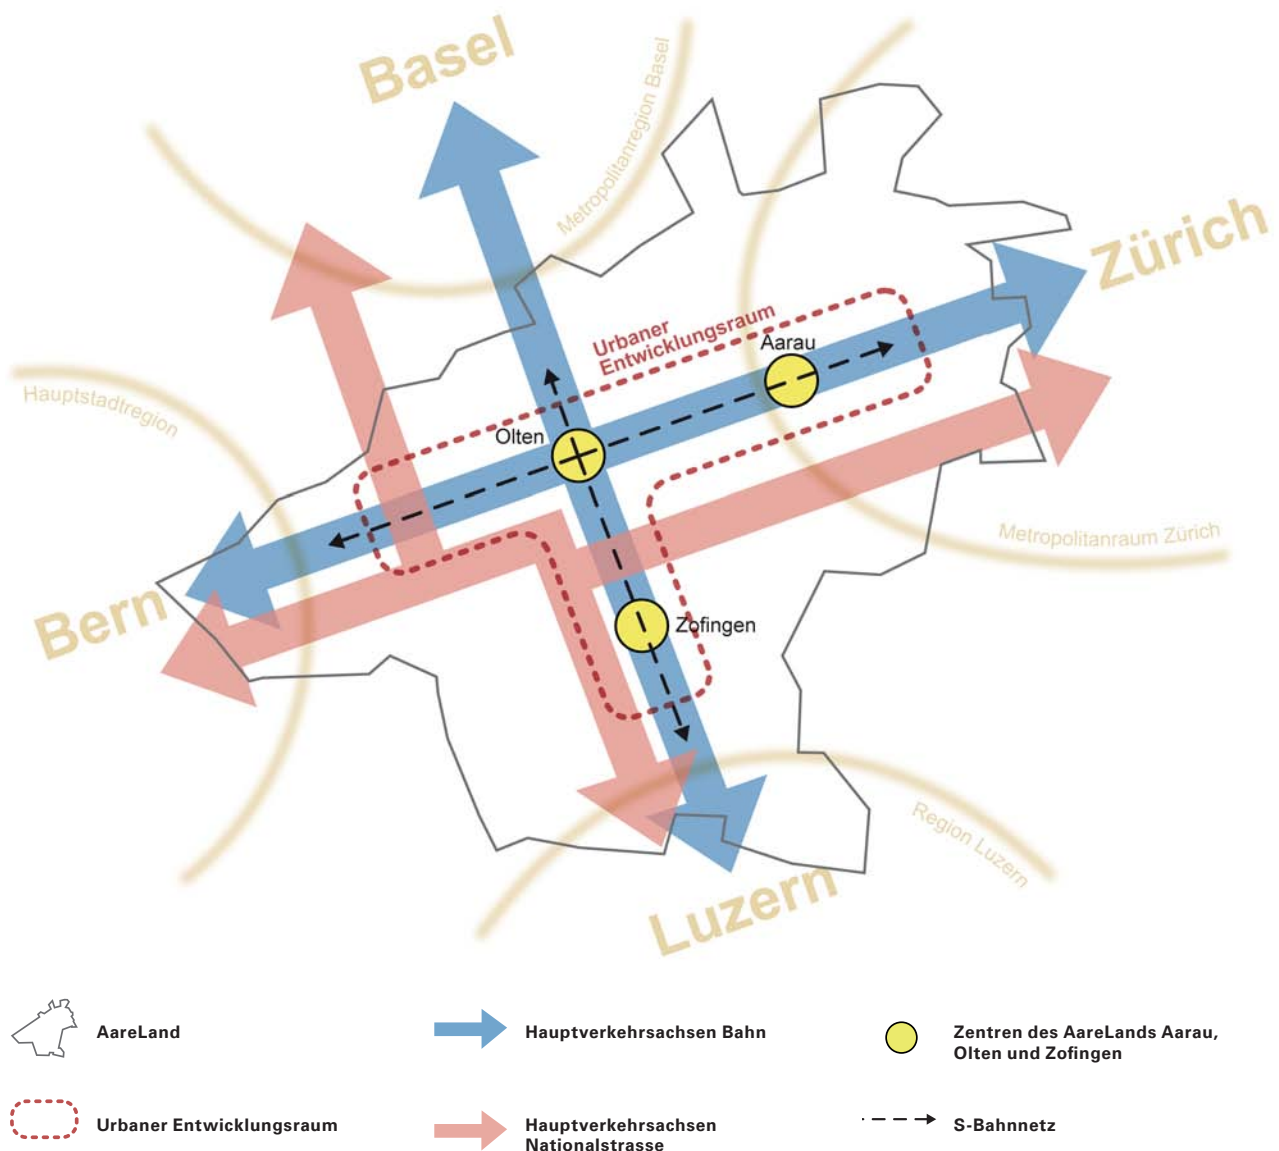 Basel
Metropolitanregion Basel
Zürich
Urbaner
Entwicklungsraum
Aarau
Hauptstadtregion
Olten
Metropolitanraum Zürich
Bern
Zofingen
Region Luzern
Luzern
AareLand
Hauptverkehrsachsen Bahn
Zentren des AareLands Aarau,
Olten und Zofingen
Urbaner Entwicklungsraum
Hauptverkehrsachsen
Nationalstrasse
S-Bahnnetz